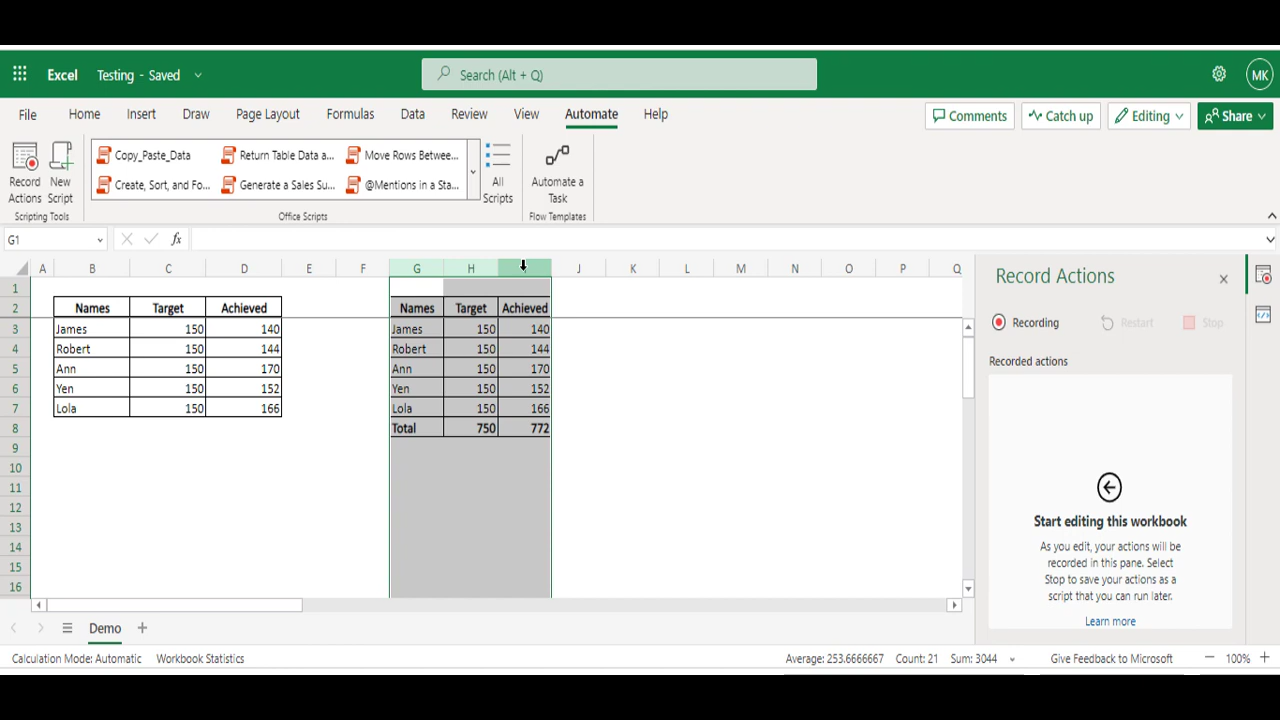 Excel Testing - Saved Search (Alt + Q) MK
File Home Insert Draw Page Layout Formulas Data Review View Automate Help Comments Catch up Editing Share
Record Actions
New Script
Copy_Paste_Data Return Table Data a... Move Rows Betwee...
Create, Sort, and Fo... Generate a Sales Su... @Mentions in a Sta...
All Scripts
Automate a Task
Scripting Tools Office Scripts Flow Templates
G1 fx
A B C D E F G H J K L M N O P Q
1
2 Names Target Achieved Names Target Achieved
3 James 150 140 James 150 140
4 Robert 150 144 Robert 150 144
5 Ann 150 170 Ann 150 170
6 Yen 150 152 Yen 150 152
7 Lola 150 166 Lola 150 166
8 Total 750 772
9
10
11
12
13
14
15
16
Record Actions
Recording Restart Stop
Recorded actions
Start editing this workbook
As you edit, your actions will be
recorded in this pane. Select
Stop to save your actions as a
script that you can run later.
Learn more
Demo
Calculation Mode: Automatic Workbook Statistics Average: 253.6666667 Count: 21 Sum: 3044 Give Feedback to Microsoft 100%